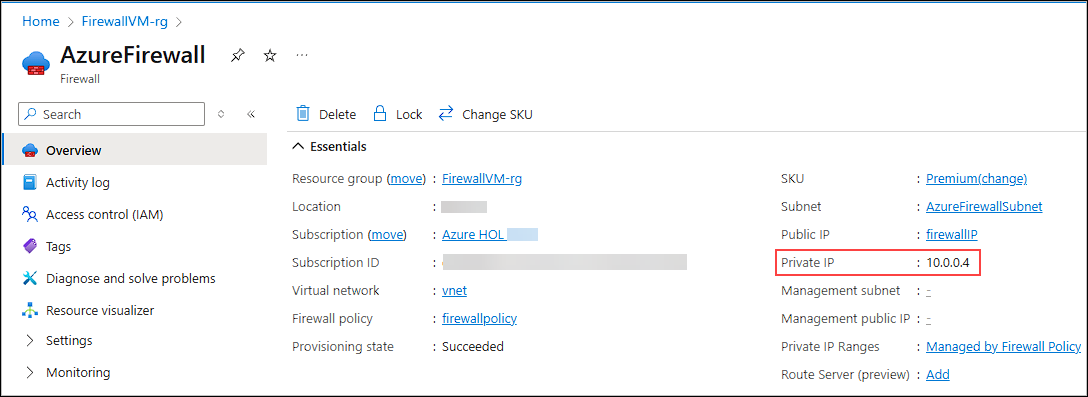 Home > FirewallVM-rg >
AzureFirewall
Firewall
Search
Overview
Activity log
Access control (IAM)
Tags
Diagnose and solve problems
Resource visualizer
Settings
Monitoring
Delete Lock Change SKU
Essentials
Resource group (move) : FirewallVM-rg
Location :
Subscription (move) : Azure HOL
Subscription ID :
Virtual network : vnet
Firewall policy : firewallpolicy
Provisioning state : Succeeded
SKU : Premium(change)
Subnet : AzureFirewallSubnet
Public IP : firewallIP
Private IP : 10.0.0.4
Management subnet : -
Management public IP : -
Private IP Ranges : Managed by Firewall Policy
Route Server (preview) : Add